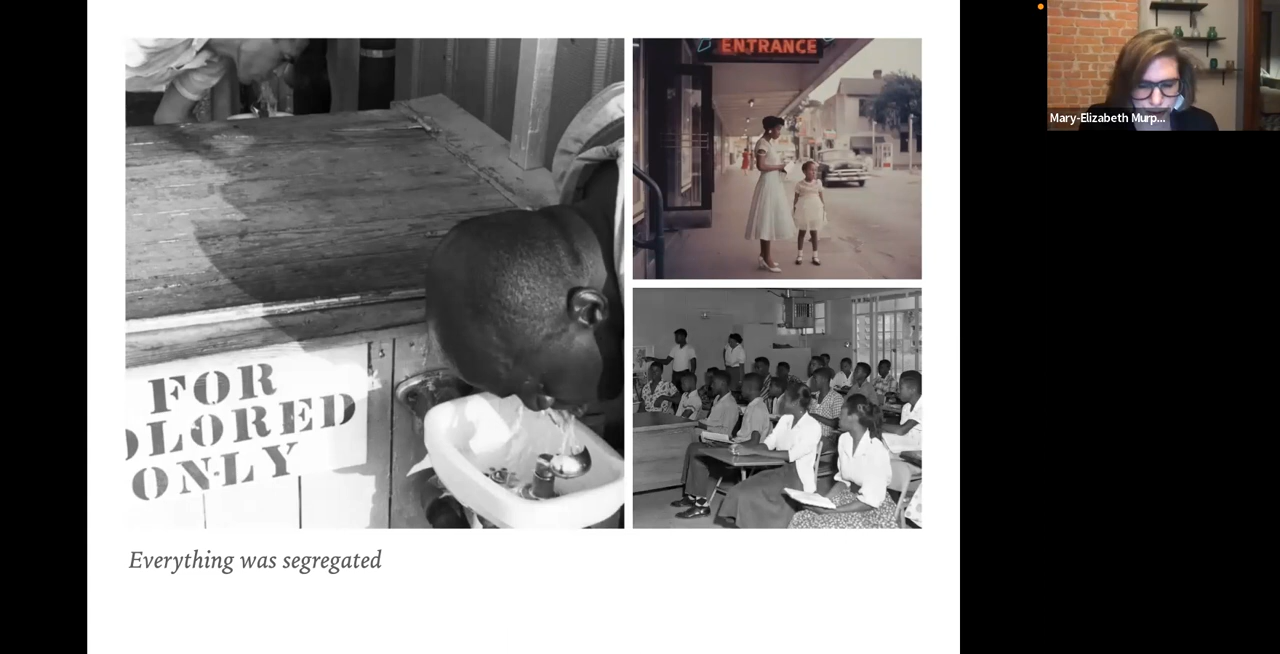 ENTRANCE
FOR
OLORED
ONLY
Everything was segregated
Mary-Elizabeth Murp...